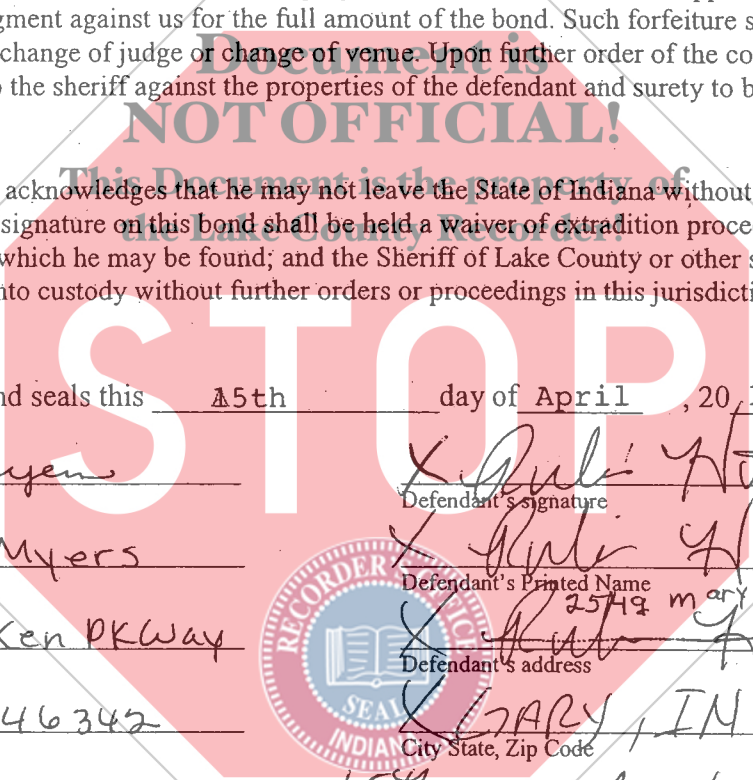 gment against us for the full amount of the bond. Such forfeiture s
change of judge or change of venue. Upon further order of the co
o the sheriff against the properties of the defendant and surety to b
Document is
NOT OFFICIAL!
This Document is the property of
the Lake County Recorder!
acknowledges that he may not leave the State of Indiana without
signature on this bond shall be held a waiver of extradition procee
which he may be found; and the Sheriff of Lake County or other s
nto custody without further orders or proceedings in this jurisdicti
STOP
nd seals this 15th day of April , 20
X
Defendant's signature
Myers X
Defendant's Printed Name
2549 mary
Ken PKWay X
Defendant's address
46342 X GARY, IN
City State, Zip Code
RECORDER'S OFFICE
SEAL
INDIANA